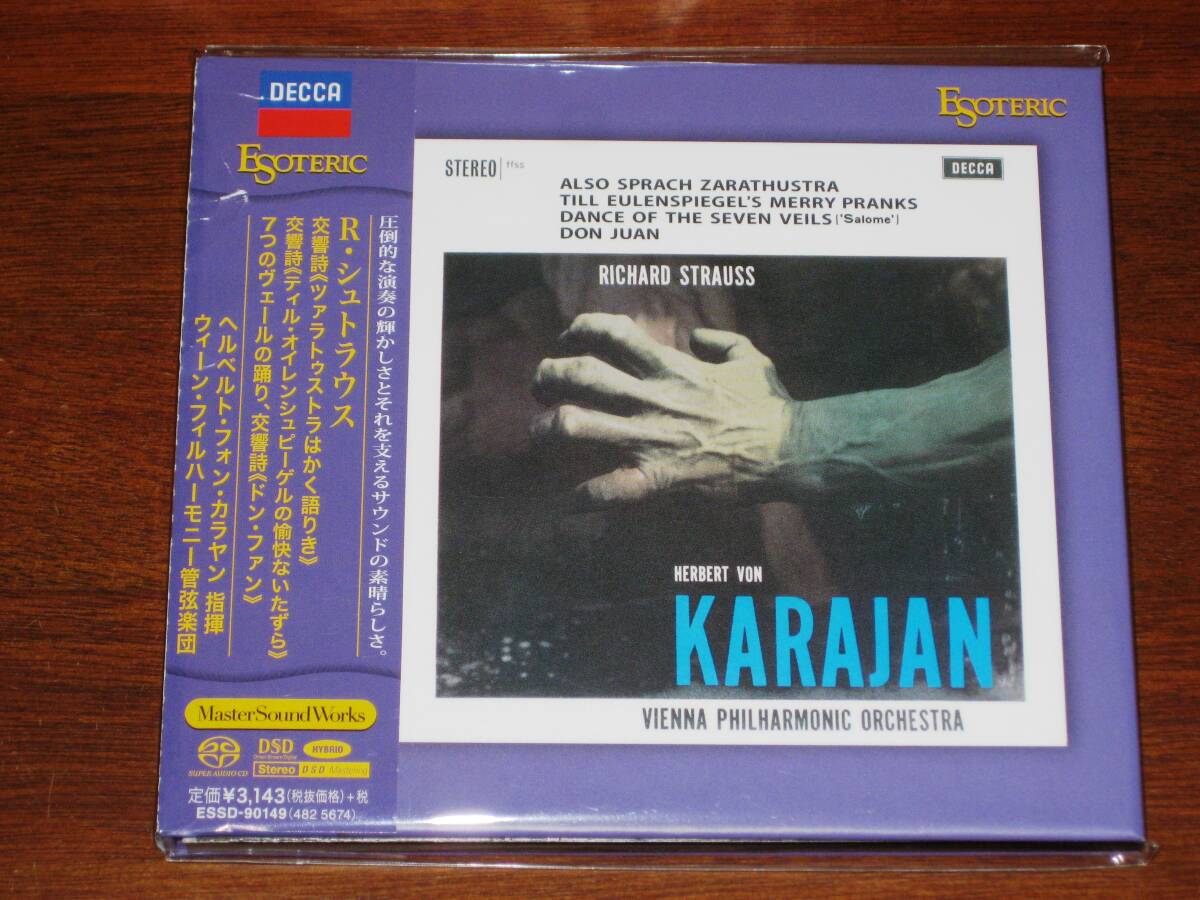 DECCA
ESOTERIC
圧倒的な演奏の輝かしさとそれを支えるサウンドの素晴らしさ。
R・シュトラウス
交響詩《ツァラトゥストラはかく語りき》
交響詩《ティル・オイレンシュピーゲルの愉快ないたずら》
7つのヴェールの踊り、交響詩《ドン・ファン》
ヘルベルト・フォン・カラヤン 指揮
ウィーン・フィルハーモニー管弦楽団
MasterSoundWorks
SUPER AUDIO CD
DSD
Direct Stream Digital
HYBRID
Stereo DSD Mastering
定価¥3,143(税抜価格)+税
ESSD-90149(482 5674)
ESOTERIC
STEREO ffss
DECCA
ALSO SPRACH ZARATHUSTRA
TILL EULENSPIEGEL'S MERRY PRANKS
DANCE OF THE SEVEN VEILS ('Salome')
DON JUAN
RICHARD STRAUSS
HERBERT VON
KARAJAN
VIENNA PHILHARMONIC ORCHESTRA